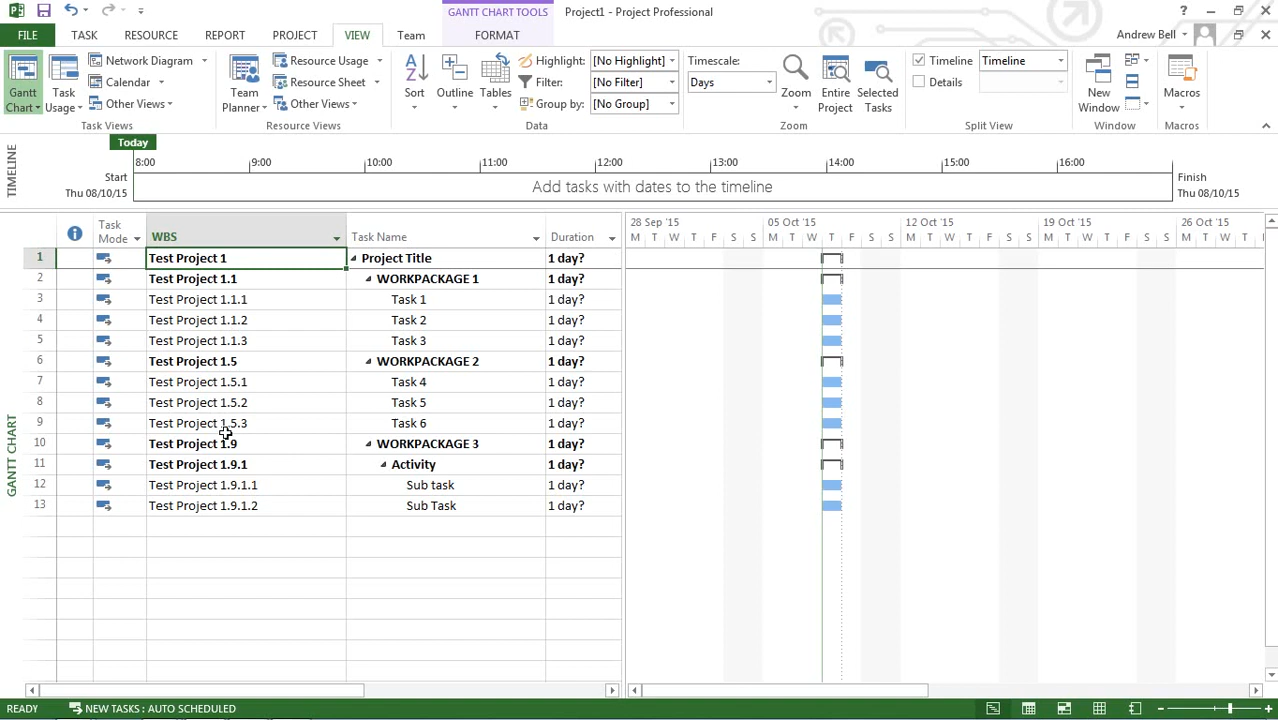 GANTT CHART TOOLS
Project1 - Project Professional
FILE TASK RESOURCE REPORT PROJECT VIEW Team FORMAT Andrew Bell
Gantt Chart
Task Usage
Network Diagram
Calendar
Other Views
Task Views
Team Planner
Resource Usage
Resource Sheet
Other Views
Resource Views
Sort
Outline
Tables
Highlight: [No Highlight]
Filter: [No Filter]
Group by: [No Group]
Data
Timescale:
Days
Zoom
Entire Project
Selected Tasks
Zoom
Timeline Timeline
Details
Split View
New Window
Window
Macros
Macros
TIMELINE
Today
8:00 9:00 10:00 11:00 12:00 13:00 14:00 15:00 16:00
Start
Thu 08/10/15
Add tasks with dates to the timeline
Finish
Thu 08/10/15
GANTT CHART
Task Mode WBS Task Name Duration
28 Sep '15 05 Oct '15 12 Oct '15 19 Oct '15 26 Oct '15
M T W T F S S M T W T F S S M T W T F S S M T W T F S S M T W T
1 Test Project 1 Project Title 1 day?
2 Test Project 1.1 WORKPACKAGE 1 1 day?
3 Test Project 1.1.1 Task 1 1 day?
4 Test Project 1.1.2 Task 2 1 day?
5 Test Project 1.1.3 Task 3 1 day?
6 Test Project 1.5 WORKPACKAGE 2 1 day?
7 Test Project 1.5.1 Task 4 1 day?
8 Test Project 1.5.2 Task 5 1 day?
9 Test Project 1.5.3 Task 6 1 day?
10 Test Project 1.9 WORKPACKAGE 3 1 day?
11 Test Project 1.9.1 Activity 1 day?
12 Test Project 1.9.1.1 Sub task 1 day?
13 Test Project 1.9.1.2 Sub Task 1 day?
READY NEW TASKS : AUTO SCHEDULED